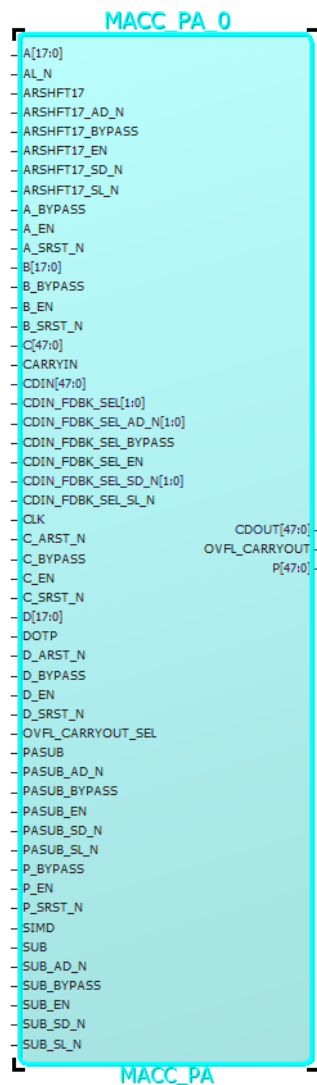 MACC_PA_0
A[17:0]
AL_N
ARSHFT17
ARSHFT17_AD_N
ARSHFT17_BYPASS
ARSHFT17_EN
ARSHFT17_SD_N
ARSHFT17_SL_N
A_BYPASS
A_EN
A_SRST_N
B[17:0]
B_BYPASS
B_EN
B_SRST_N
C[47:0]
CARRYIN
CDIN[47:0]
CDIN_FDBK_SEL[1:0]
CDIN_FDBK_SEL_AD_N[1:0]
CDIN_FDBK_SEL_BYPASS
CDIN_FDBK_SEL_EN
CDIN_FDBK_SEL_SD_N[1:0]
CDIN_FDBK_SEL_SL_N
CLK
C_ARST_N
C_BYPASS
C_EN
C_SRST_N
D[17:0]
DOTP
D_ARST_N
D_BYPASS
D_EN
D_SRST_N
OVFL_CARRYOUT_SEL
PASUB
PASUB_AD_N
PASUB_BYPASS
PASUB_EN
PASUB_SD_N
PASUB_SL_N
P_BYPASS
P_EN
P_SRST_N
SIMD
SUB
SUB_AD_N
SUB_BYPASS
SUB_EN
SUB_SD_N
SUB_SL_N
CDOUT[47:0]
OVFL_CARRYOUT
P[47:0]
MACC_PA